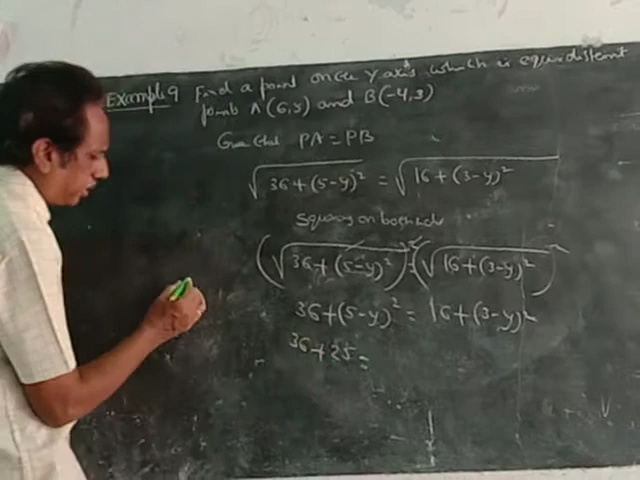 Example 9 Find a point on the y axis which is equidistant
from A(6,5) and B(-4,3)
Given that PA = PB
√36+(5-y)² = √16+(3-y)²
Squaring on both sides
(√36+(5-y)²)² = (√16+(3-y)²)²
36+(5-y)² = 16+(3-y)²
36+25 =